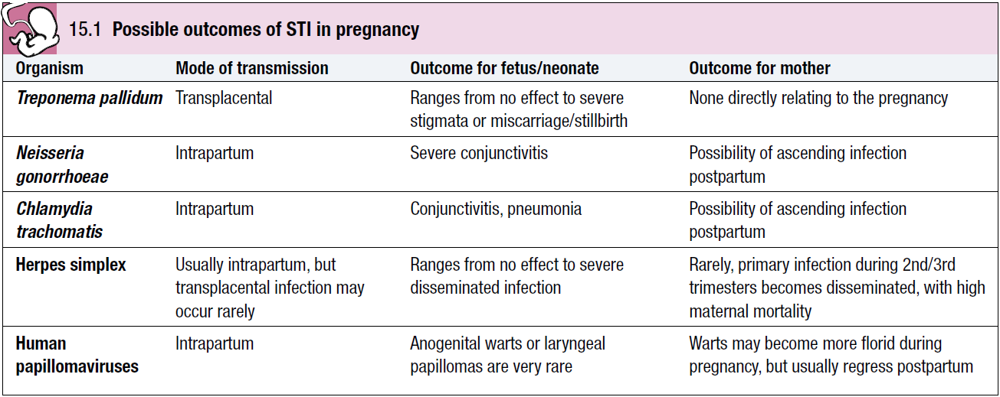 15.1 Possible outcomes of STI in pregnancy
Organism Mode of transmission Outcome for fetus/neonate Outcome for mother
Treponema pallidum Transplacental Ranges from no effect to severe None directly relating to the pregnancy
stigmata or miscarriage/stillbirth
Neisseria Intrapartum Severe conjunctivitis Possibility of ascending infection
gonorrhoeae postpartum
Chlamydia Intrapartum Conjunctivitis, pneumonia Possibility of ascending infection
trachomatis postpartum
Herpes simplex Usually intrapartum, but Ranges from no effect to severe Rarely, primary infection during 2nd/3rd
transplacental infection may disseminated infection trimesters becomes disseminated, with high
occur rarely maternal mortality
Human Intrapartum Anogenital warts or laryngeal Warts may become more florid during
papillomaviruses papillomas are very rare pregnancy, but usually regress postpartum